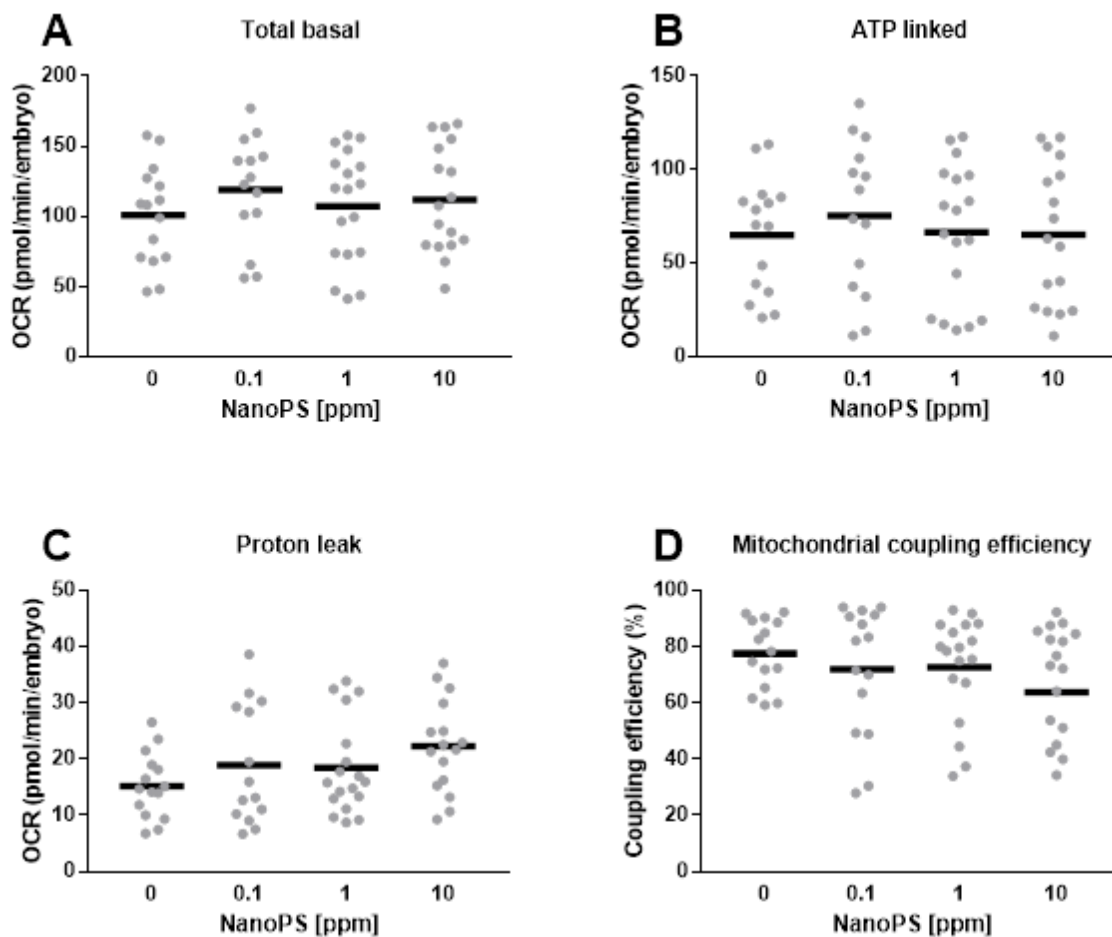 A
Total basal
OCR (pmol/min/embryo)
200
150
100
50
0
0 0.1 1 10
NanoPS [ppm]
B
ATP linked
OCR (pmol/min/embryo)
150
100
50
0
0 0.1 1 10
NanoPS [ppm]
C
Proton leak
OCR (pmol/min/embryo)
50
40
30
20
10
0
0 0.1 1 10
NanoPS [ppm]
D
Mitochondrial coupling efficiency
Coupling efficiency (%)
100
80
60
40
20
0
0 0.1 1 10
NanoPS [ppm]